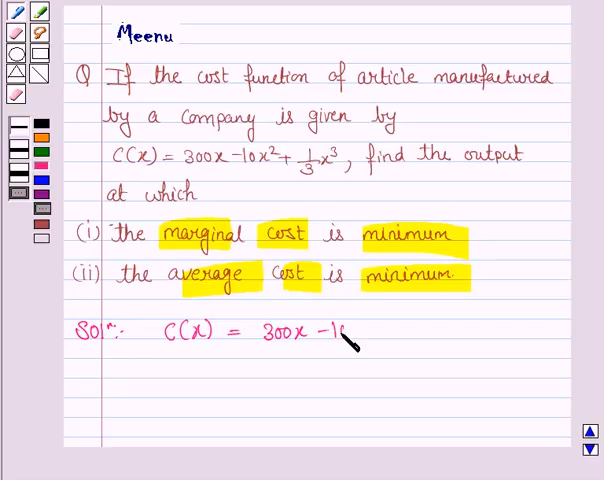 Meenu
Q If the cost function of article manufactured
by a company is given by
C(x) = 300x - 10x² + 1/3 x³, find the output
at which
(i) the marginal cost is minimum
(ii) the average cost is minimum.
Solⁿ:- C(x) = 300x - 10